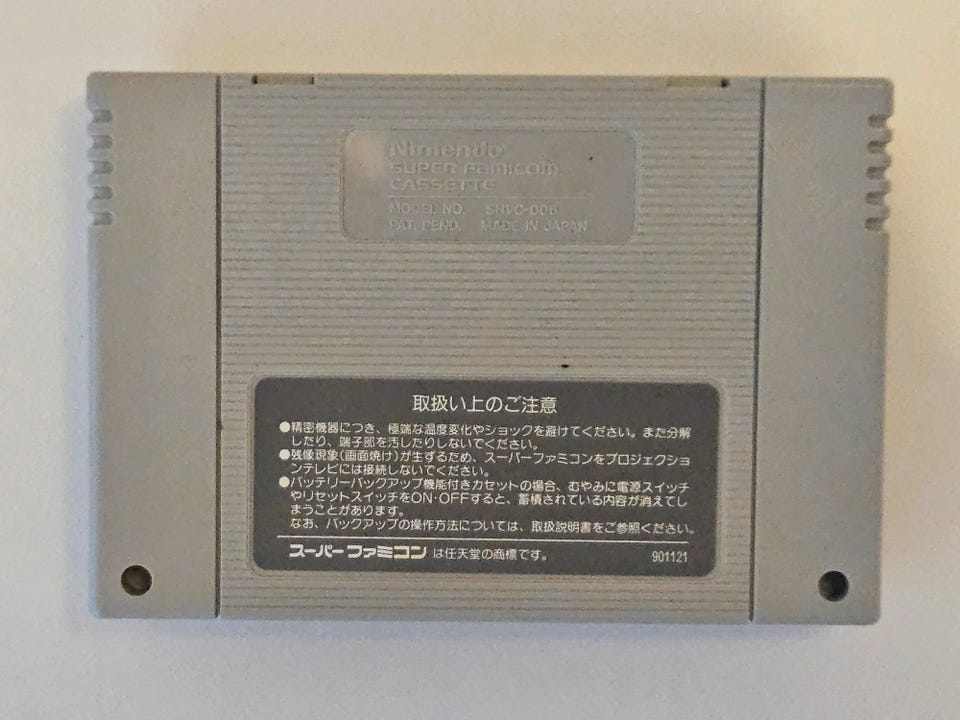 Nintendo
SUPER FAMICOM
CASSETTE
MODEL NO. SHVC-006
PAT. PEND. MADE IN JAPAN
取扱い上のご注意
●精密機器につき、極端な温度変化やショックを避けてください。また分解
したり、端子部を汚したりしないでください。
●残像現象(画面焼け)が生ずるため、スーパーファミコンをプロジェクショ
ンテレビには接続しないでください。
●バッテリーバックアップ機能付きカセットの場合、むやみに電源スイッチ
やリセットスイッチをON・OFFすると、蓄積されている内容が消えてし
まうことがあります。
なお、バックアップの操作方法については、取扱説明書をご参照ください。
スーパーファミコン は任天堂の商標です。 901121